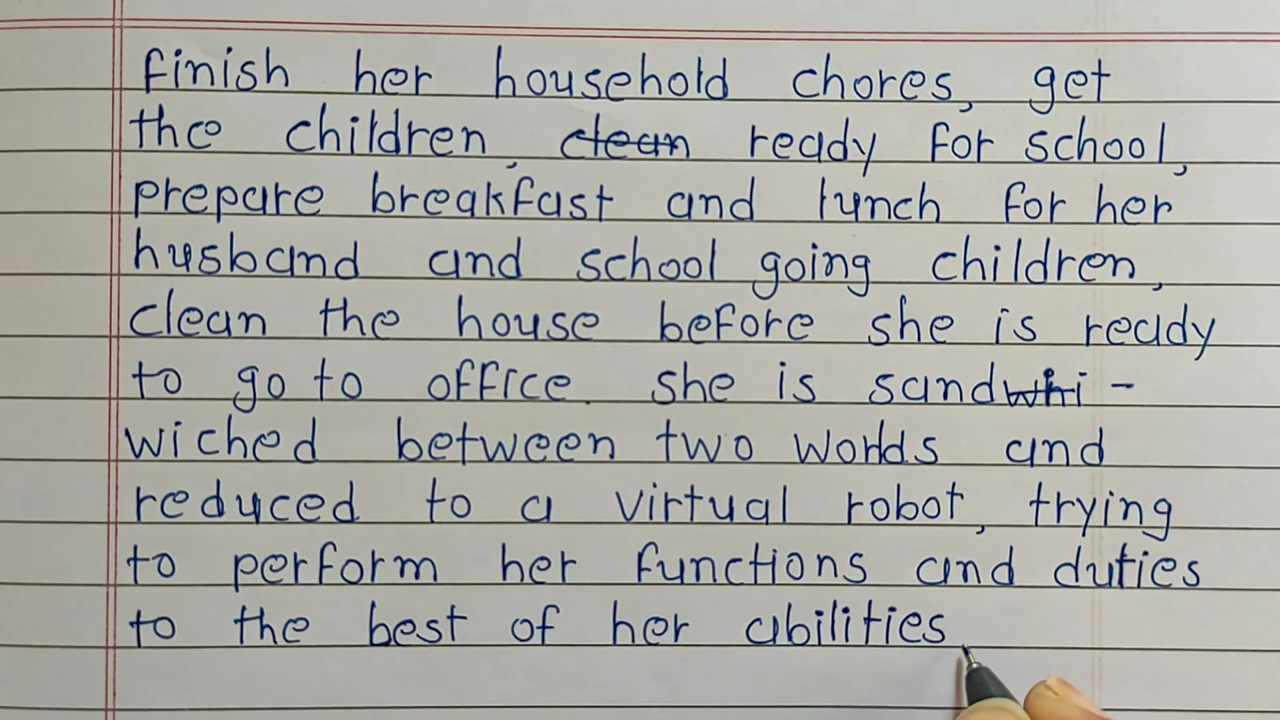 finish her household chores, get
the children, clean ready for school,
prepare breakfast and lunch for her
husband and school going children,
clean the house before she is ready
to go to office. she is sandwhi-
wiched between two worlds and
reduced to a virtual robot, trying
to perform her functions and duties
to the best of her abilities.